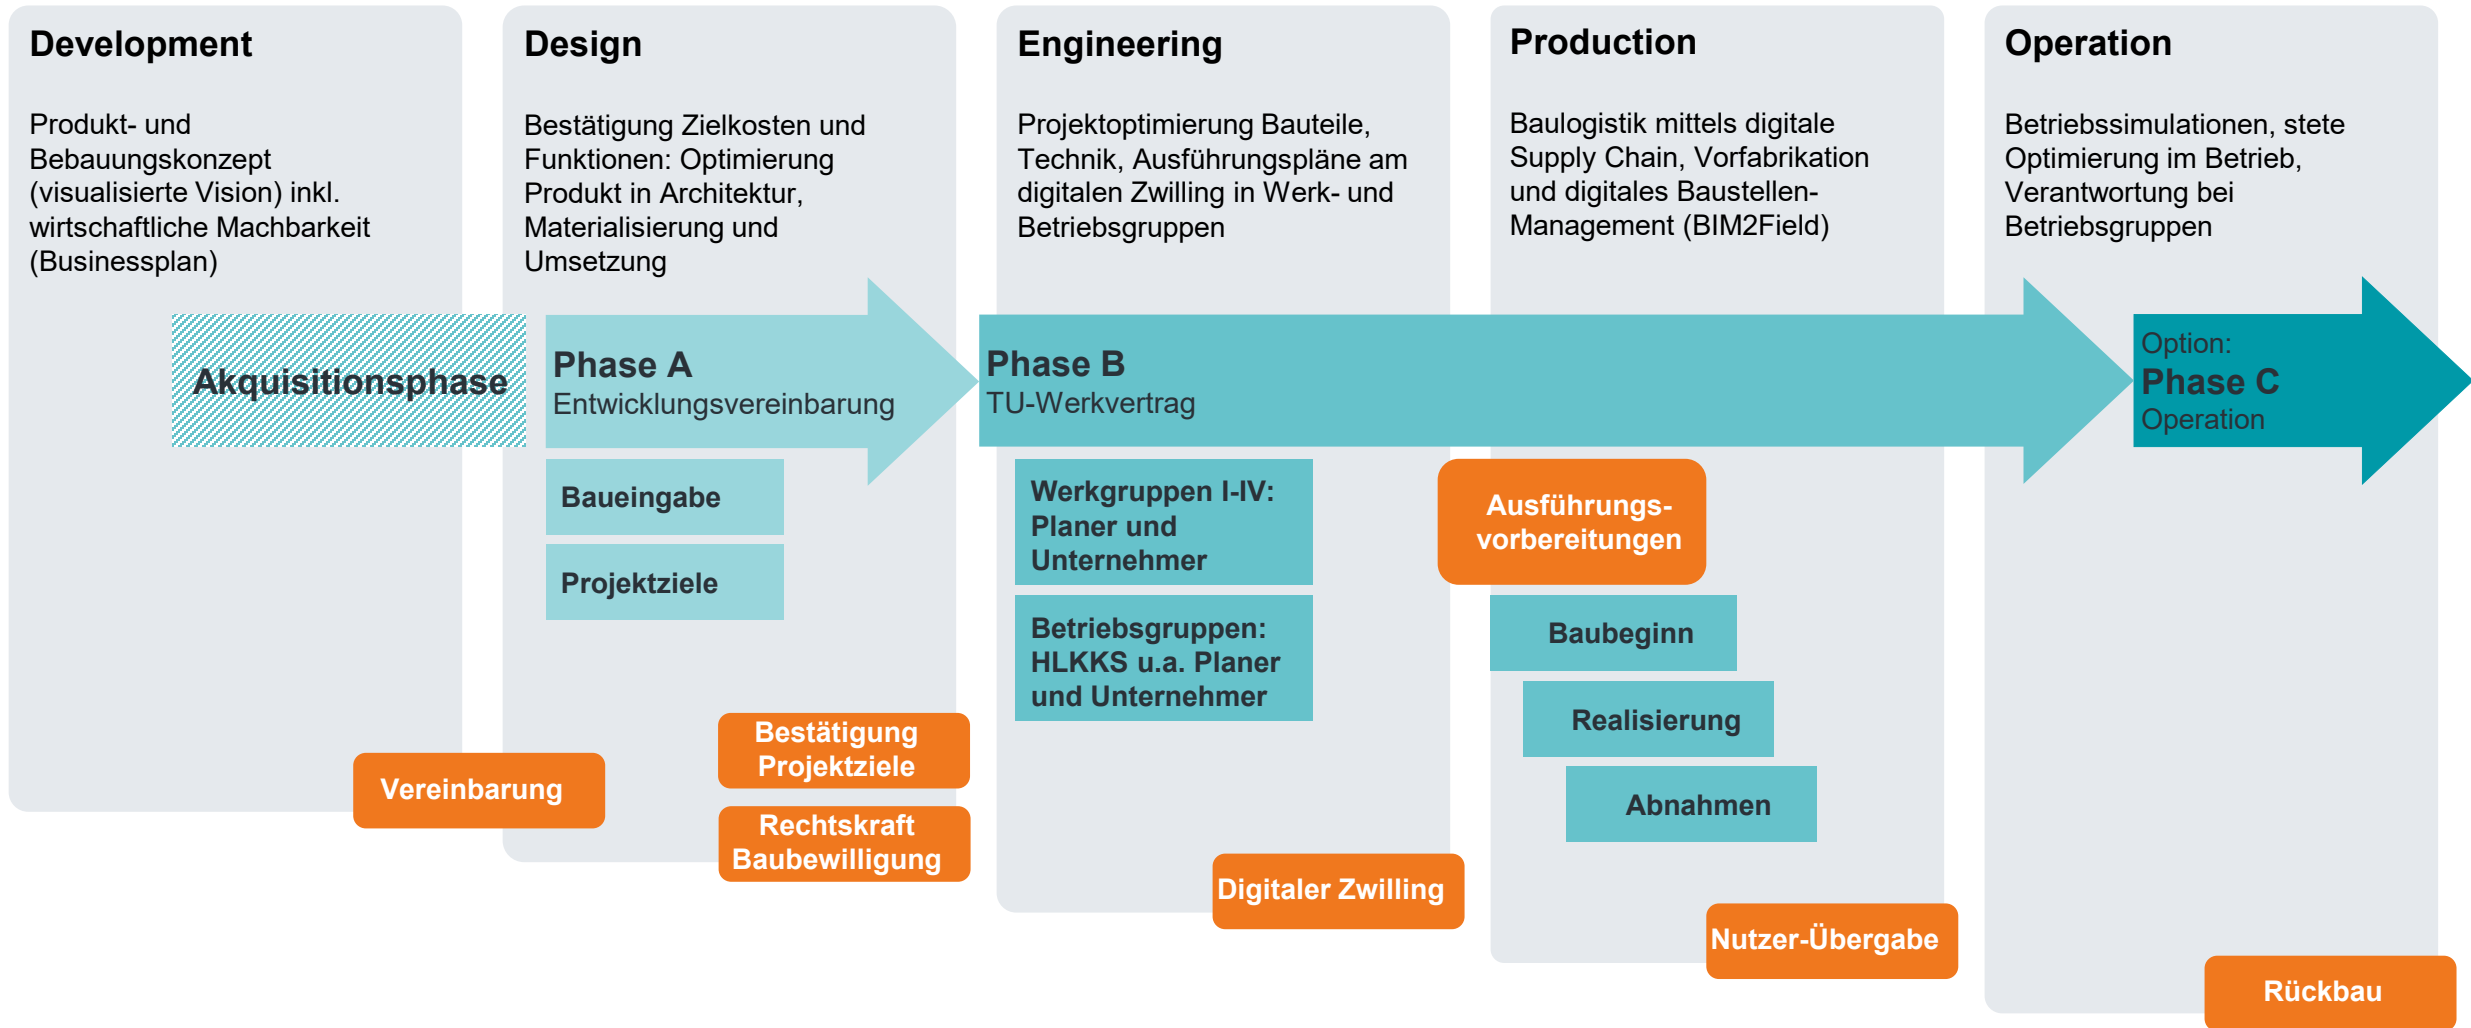 Development
Produkt- und
Bebauungskonzept
(visualisierte Vision) inkl.
wirtschaftliche Machbarkeit
(Businessplan)
Design
Bestätigung Zielkosten und
Funktionen: Optimierung
Produkt in Architektur,
Materialisierung und
Umsetzung
Engineering
Projektoptimierung Bauteile,
Technik, Ausführungspläne am
digitalen Zwilling in Werk- und
Betriebsgruppen
Production
Baulogistik mittels digitale
Supply Chain, Vorfabrikation
und digitales Baustellen-
Management (BIM2Field)
Operation
Betriebssimulationen, stete
Optimierung im Betrieb,
Verantwortung bei
Betriebsgruppen
Akquisitionsphase
Phase A
Entwicklungsvereinbarung
Phase B
TU-Werkvertrag
Option:
Phase C
Operation
Baueingabe
Projektziele
Werkgruppen I-IV:
Planer und
Unternehmer
Betriebsgruppen:
HLKKS u.a. Planer
und Unternehmer
Ausführungs-
vorbereitungen
Baubeginn
Realisierung
Abnahmen
Vereinbarung
Bestätigung
Projektziele
Rechtskraft
Baubewilligung
Digitaler Zwilling
Nutzer-Übergabe
Rückbau